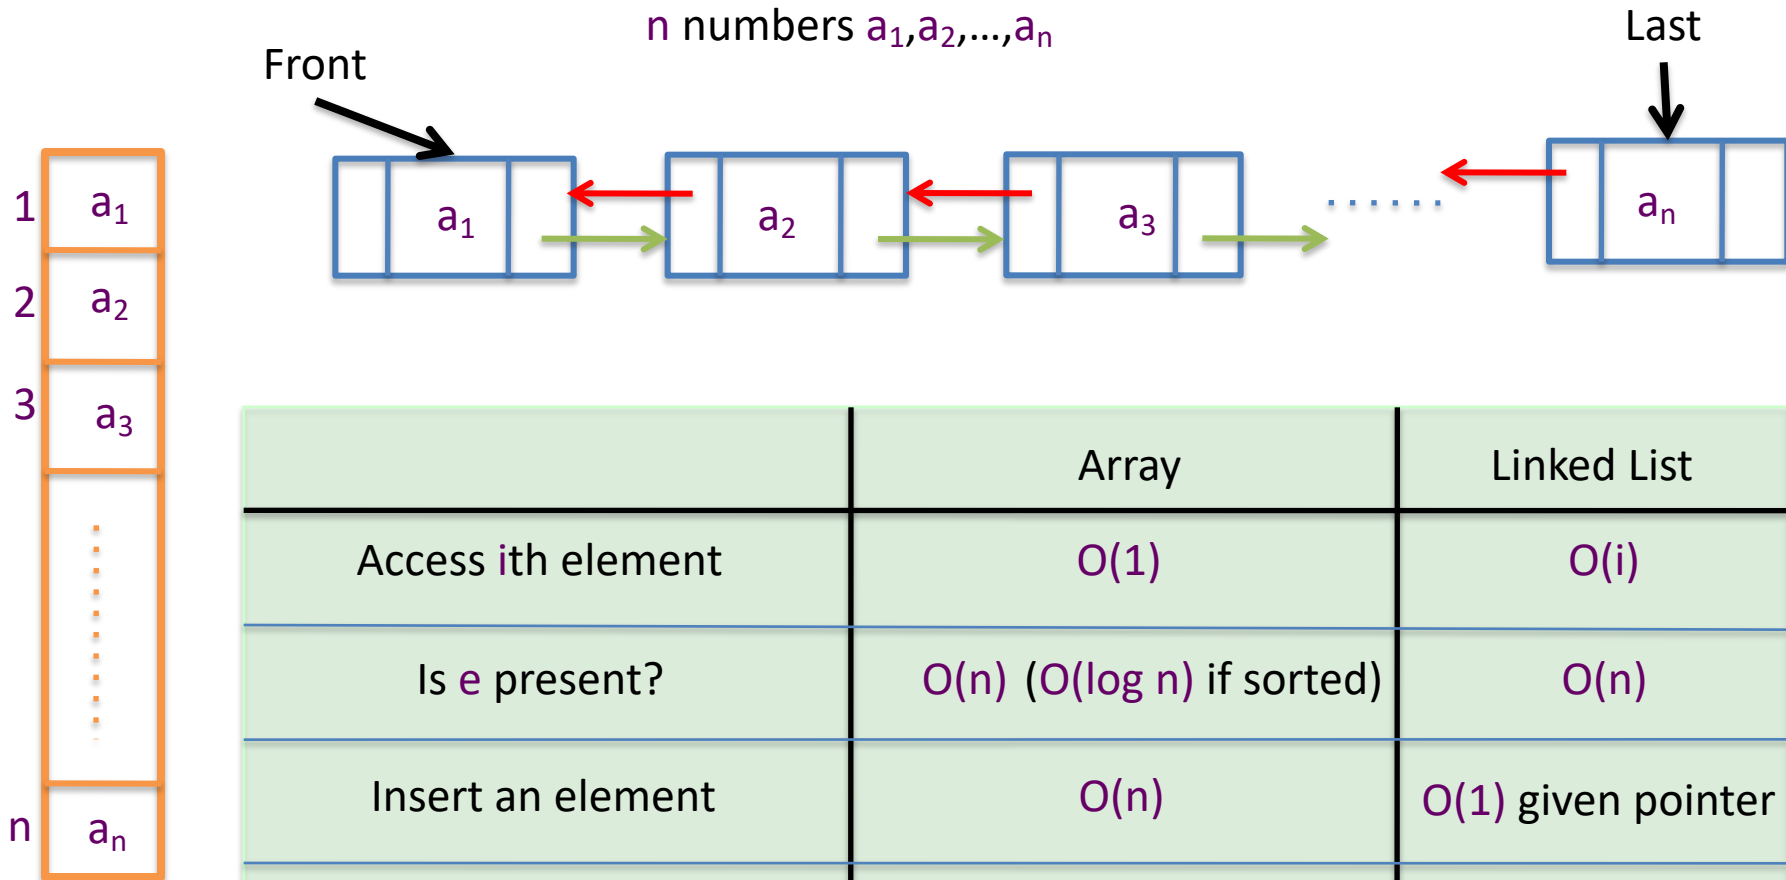 n numbers a₁,a₂,...,aₙ
Front
Last
a₁ a₂ a₃ aₙ
1 a₁
2 a₂
3 a₃
n aₙ
Array Linked List
Access ith element O(1) O(i)
Is e present? O(n) (O(log n) if sorted) O(n)
Insert an element O(n) O(1) given pointer